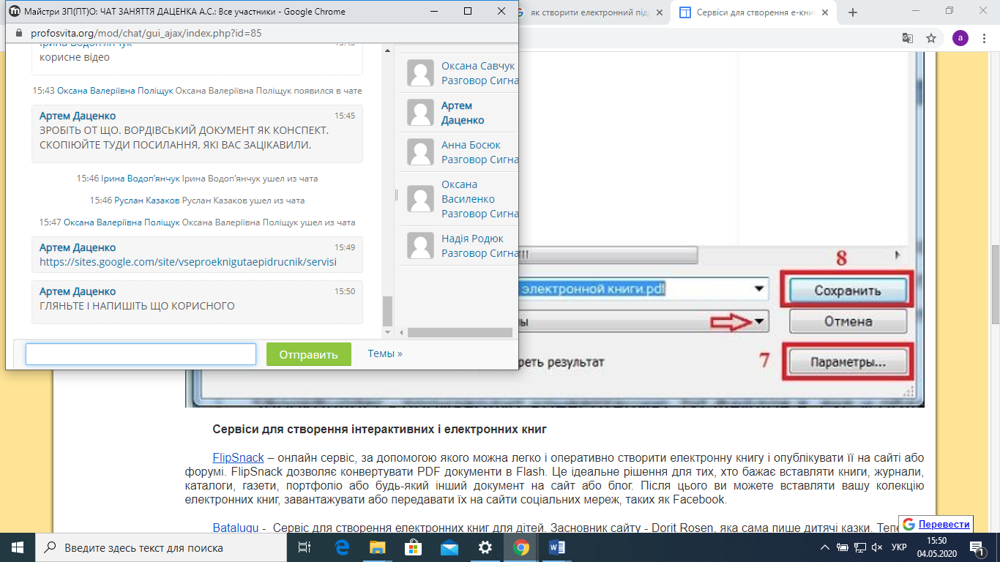 Майстри ЗП(ПТ)О: ЧАТ ЗАНЯТТЯ ДАЦЕНКА А.С.: Все участники - Google Chrome
як створити електронний під
Сервіси для створення е-кни
profosvita.org/mod/chat/gui_ajax/index.php?id=85
a
корисне відео
15:43 Оксана Валеріївна Поліщук Оксана Валеріївна Поліщук появился в чате
Артем Даценко 15:45
ЗРОБІТЬ ОТ ЩО. ВОРДІВСЬКИЙ ДОКУМЕНТ ЯК КОНСПЕКТ.
СКОПІЮЙТЕ ТУДИ ПОСИЛАННЯ, ЯКІ ВАС ЗАЦІКАВИЛИ.
15:46 Ірина Водоп'янчук Ірина Водоп'янчук ушел из чата
15:46 Руслан Казаков Руслан Казаков ушел из чата
15:47 Оксана Валеріївна Поліщук Оксана Валеріївна Поліщук ушел из чата
Артем Даценко 15:49
https://sites.google.com/site/vseproeknigutaepidrucnik/servisi
Артем Даценко 15:50
ГЛЯНЬТЕ І НАПИШІТЬ ЩО КОРИСНОГО
Отправить
Темы »
Оксана Савчук
Разговор Сигна
Артем
Даценко
Анна Босюк
Разговор Сигна
Оксана
Василенко
Разговор Сигна
Надія Родюк
Разговор Сигна
8
электронной книги.pdf
Сохранить
ы
Отмена
реть результат
7
Параметры...
Сервіси для створення інтерактивних і електронних книг
FlipSnack – онлайн сервіс, за допомогою якого можна легко і оперативно створити електронну книгу і опублікувати її на сайті або
форумі. FlipSnack дозволяє конвертувати PDF документи в Flash. Це ідеальне рішення для тих, хто бажає вставляти книги, журнали,
каталоги, газети, портфоліо або будь-який інший документ на сайт або блог. Після цього ви можете вставляти вашу колекцію
електронних книг, завантажувати або передавати їх на сайти соціальних мереж, таких як Facebook.
Batalugu - Сервіс для створення електронних книг для дітей. Засновник сайту - Dorit Rosen, яка сама пише дитячі казки.
Перевести
Введите здесь текст для поиска
УКР
15:50
04.05.2020
1